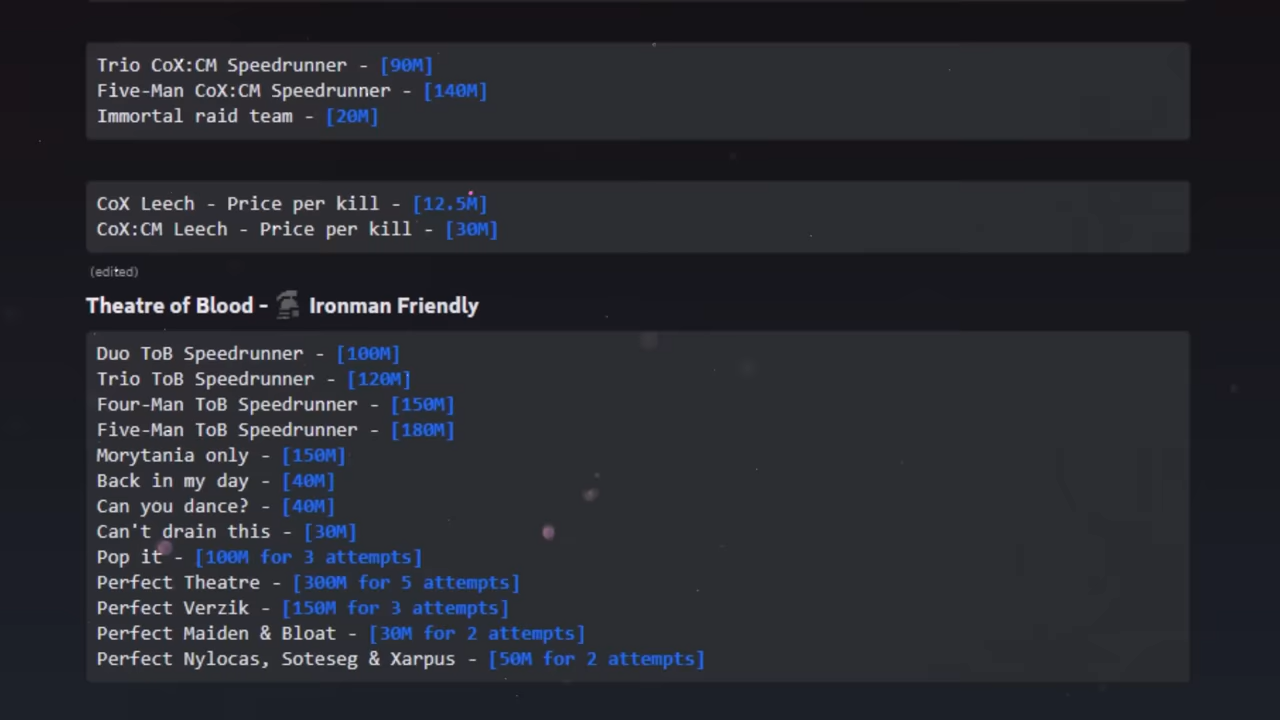 Trio CoX:CM Speedrunner - [90M]
Five-Man CoX:CM Speedrunner - [140M]
Immortal raid team - [20M]
CoX Leech - Price per kill - [12.5M]
CoX:CM Leech - Price per kill - [30M]
(edited)
Theatre of Blood - Ironman Friendly
Duo ToB Speedrunner - [100M]
Trio ToB Speedrunner - [120M]
Four-Man ToB Speedrunner - [150M]
Five-Man ToB Speedrunner - [180M]
Morytania only - [150M]
Back in my day - [40M]
Can you dance? - [40M]
Can't drain this - [30M]
Pop it - [100M for 3 attempts]
Perfect Theatre - [300M for 5 attempts]
Perfect Verzik - [150M for 3 attempts]
Perfect Maiden & Bloat - [30M for 2 attempts]
Perfect Nylocas, Soteseg & Xarpus - [50M for 2 attempts]